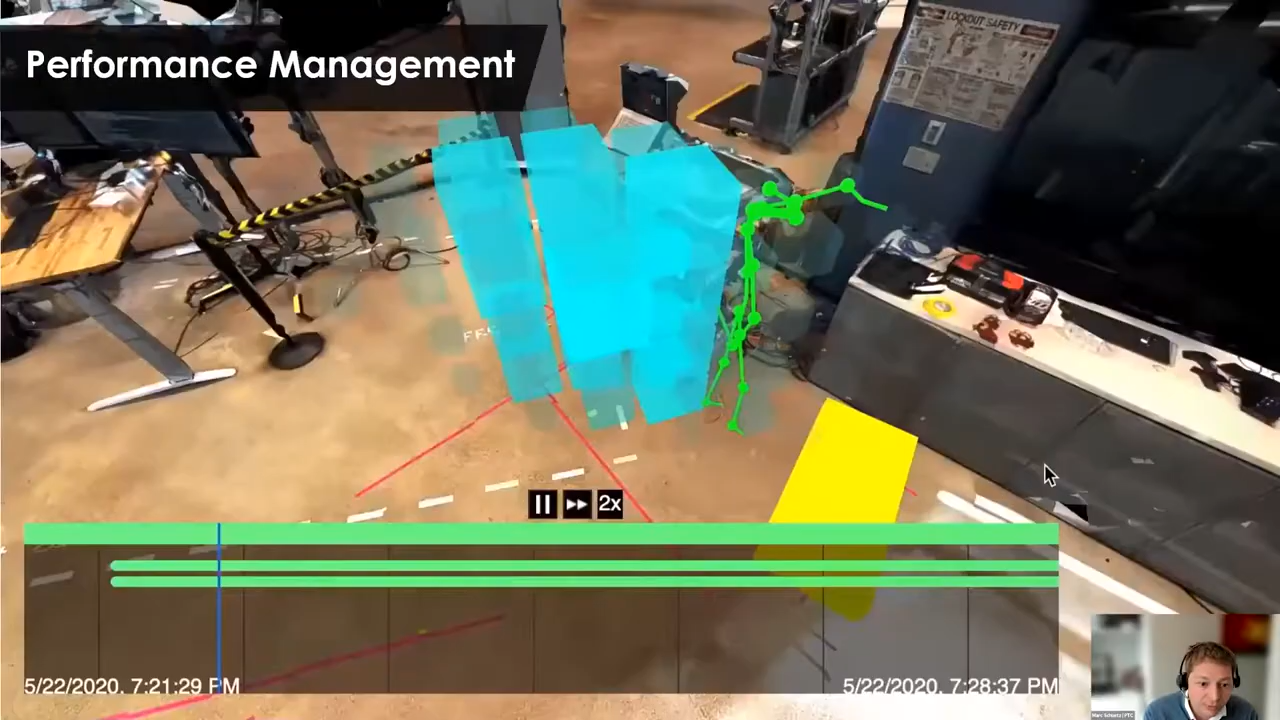 Performance Management
LOCKOUT SAFETY
2x
5/22/2020, 7:21:29 PM
5/22/2020, 7:28:37 PM